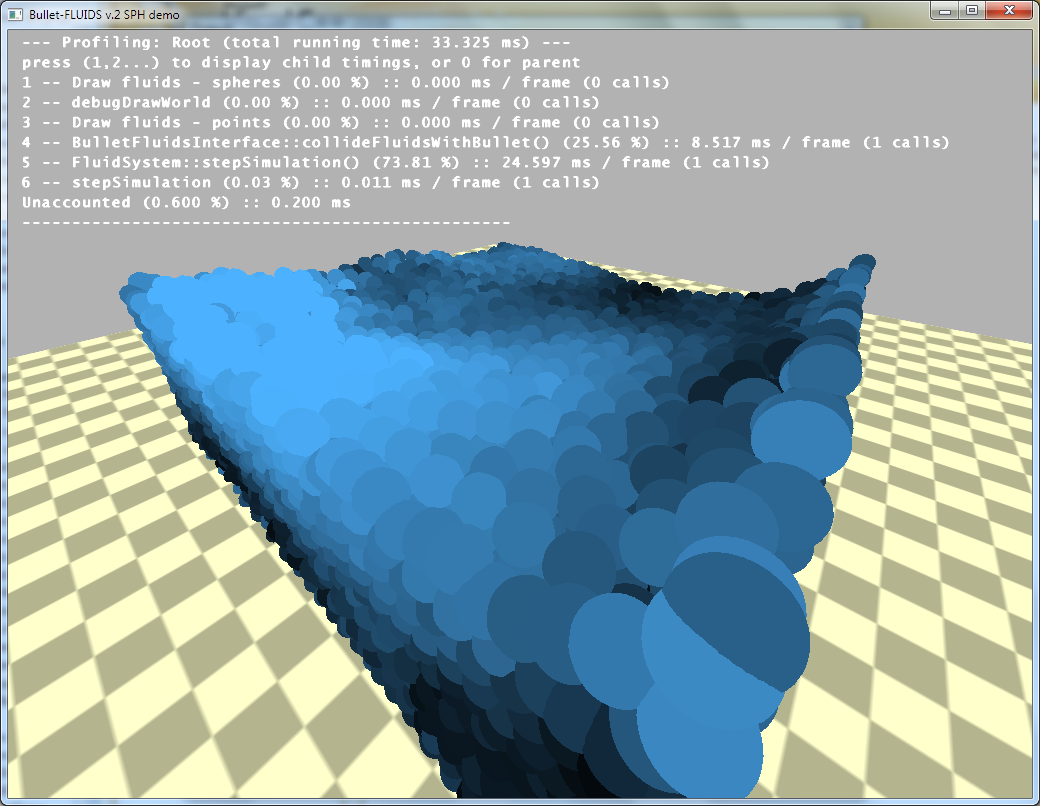 Bullet-FLUIDS v.2 SPH demo
--- Profiling: Root (total running time: 33.325 ms) ---
press (1,2...) to display child timings, or 0 for parent
1 -- Draw fluids - spheres (0.00 %) :: 0.000 ms / frame (0 calls)
2 -- debugDrawWorld (0.00 %) :: 0.000 ms / frame (0 calls)
3 -- Draw fluids - points (0.00 %) :: 0.000 ms / frame (0 calls)
4 -- BulletFluidsInterface::collideFluidsWithBullet() (25.56 %) :: 8.517 ms / frame (1 calls)
5 -- FluidSystem::stepSimulation() (73.81 %) :: 24.597 ms / frame (1 calls)
6 -- stepSimulation (0.03 %) :: 0.011 ms / frame (1 calls)
Unaccounted (0.600 %) :: 0.200 ms
-------------------------------------------------